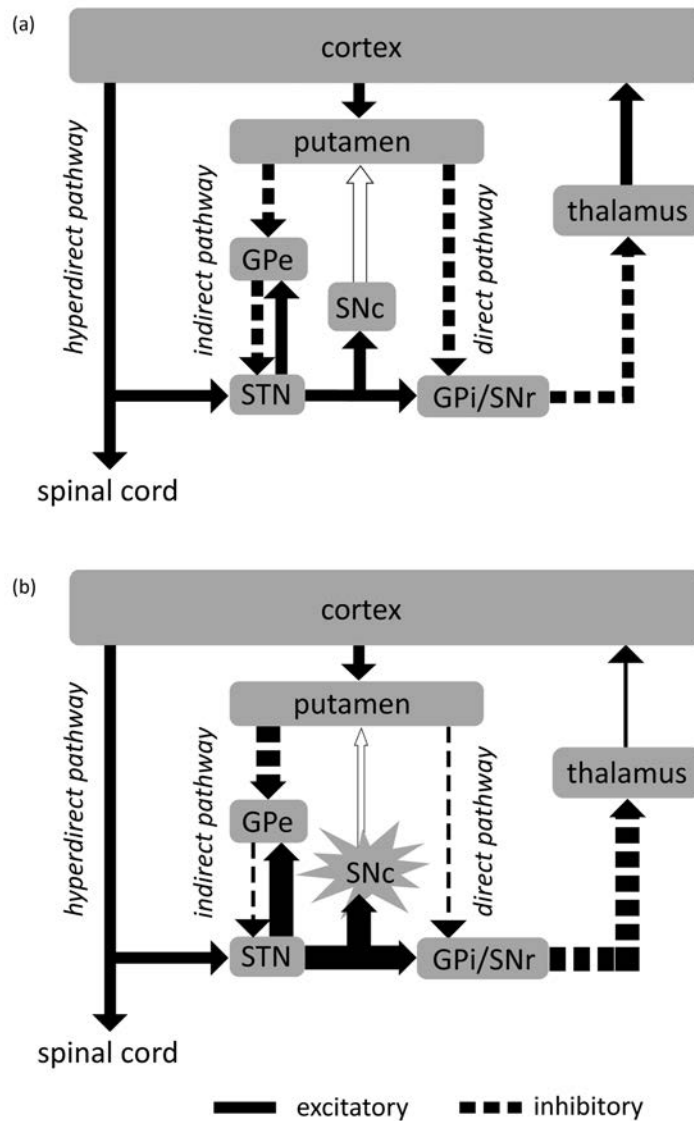 (a)
cortex
hyperdirect pathway
putamen
indirect pathway
direct pathway
thalamus
GPe
SNc
STN
GPi/SNr
spinal cord
(b)
cortex
hyperdirect pathway
putamen
indirect pathway
direct pathway
thalamus
GPe
SNc
STN
GPi/SNr
spinal cord
excitatory
inhibitory